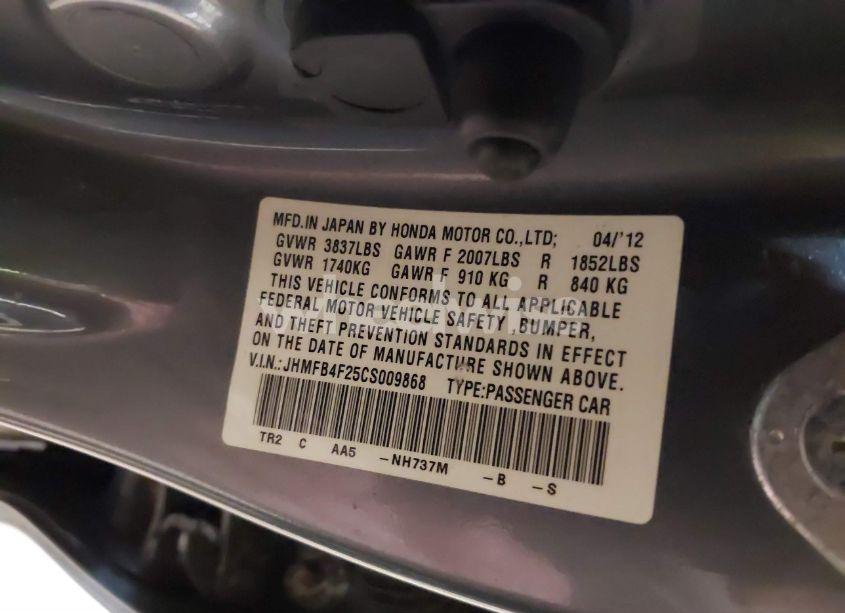 MFD.IN JAPAN BY HONDA MOTOR CO.,LTD; 04/'12
GVWR 3837LBS GAWR F 2007LBS R 1852LBS
GVWR 1740KG GAWR F 910 KG R 840 KG
THIS VEHICLE CONFORMS TO ALL APPLICABLE
FEDERAL MOTOR VEHICLE SAFETY, BUMPER,
AND THEFT PREVENTION STANDARDS IN EFFECT
ON THE DATE OF MANUFACTURE SHOWN ABOVE.
V.I.N.:JHMFB4F25CS009868 TYPE:PASSENGER CAR
TR2 C AA5 -NH737M -B -S